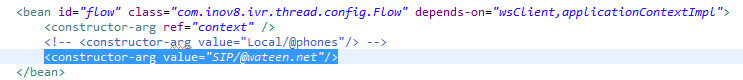 <bean id="flow" class="com.inov8.ivr.thread.config.Flow" depends-on="wsClient,applicationContextImpl">
<constructor-arg ref="context" />
<!-- <constructor-arg value="Local/@phones"/> -->
<constructor-arg value="SIP/@wateen.net"/>
</bean>